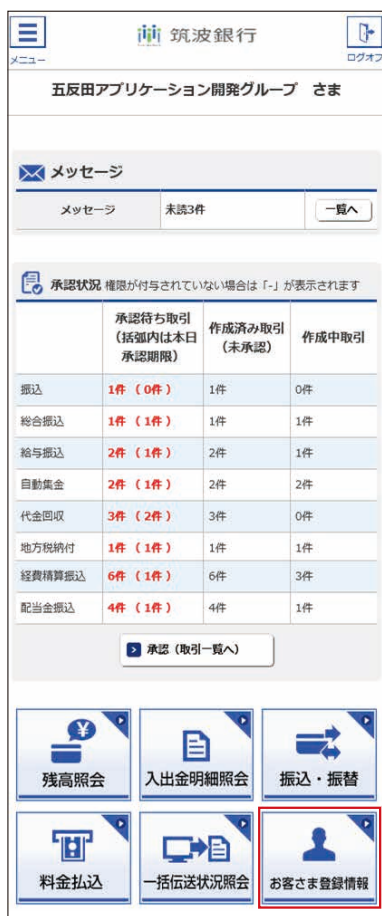 筑波銀行
メニュー
ログオフ
五反田アプリケーション開発グループ さま
メッセージ
メッセージ 未読3件 一覧へ
承認状況 権限が付与されていない場合は「-」が表示されます
承認待ち取引
(括弧内は本日
承認期限)
作成済み取引
(未承認)
作成中取引
振込 1件 (0件) 1件 0件
総合振込 1件 (1件) 1件 1件
給与振込 2件 (1件) 2件 1件
自動集金 2件 (1件) 2件 2件
代金回収 3件 (2件) 3件 0件
地方税納付 1件 (1件) 1件 1件
経費精算振込 6件 (1件) 6件 3件
配当金振込 4件 (1件) 4件 1件
承認(取引一覧へ)
残高照会 入出金明細照会 振込・振替
料金払込 一括伝送状況照会 お客さま登録情報